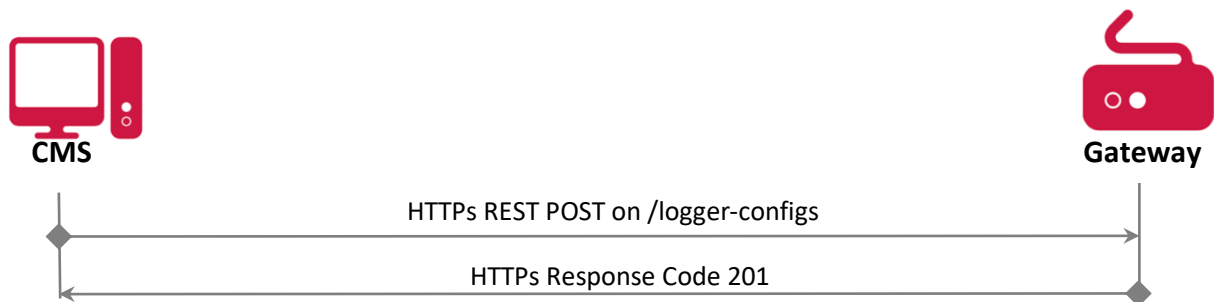 CMS
Gateway
HTTPs REST POST on /logger-configs
HTTPs Response Code 201